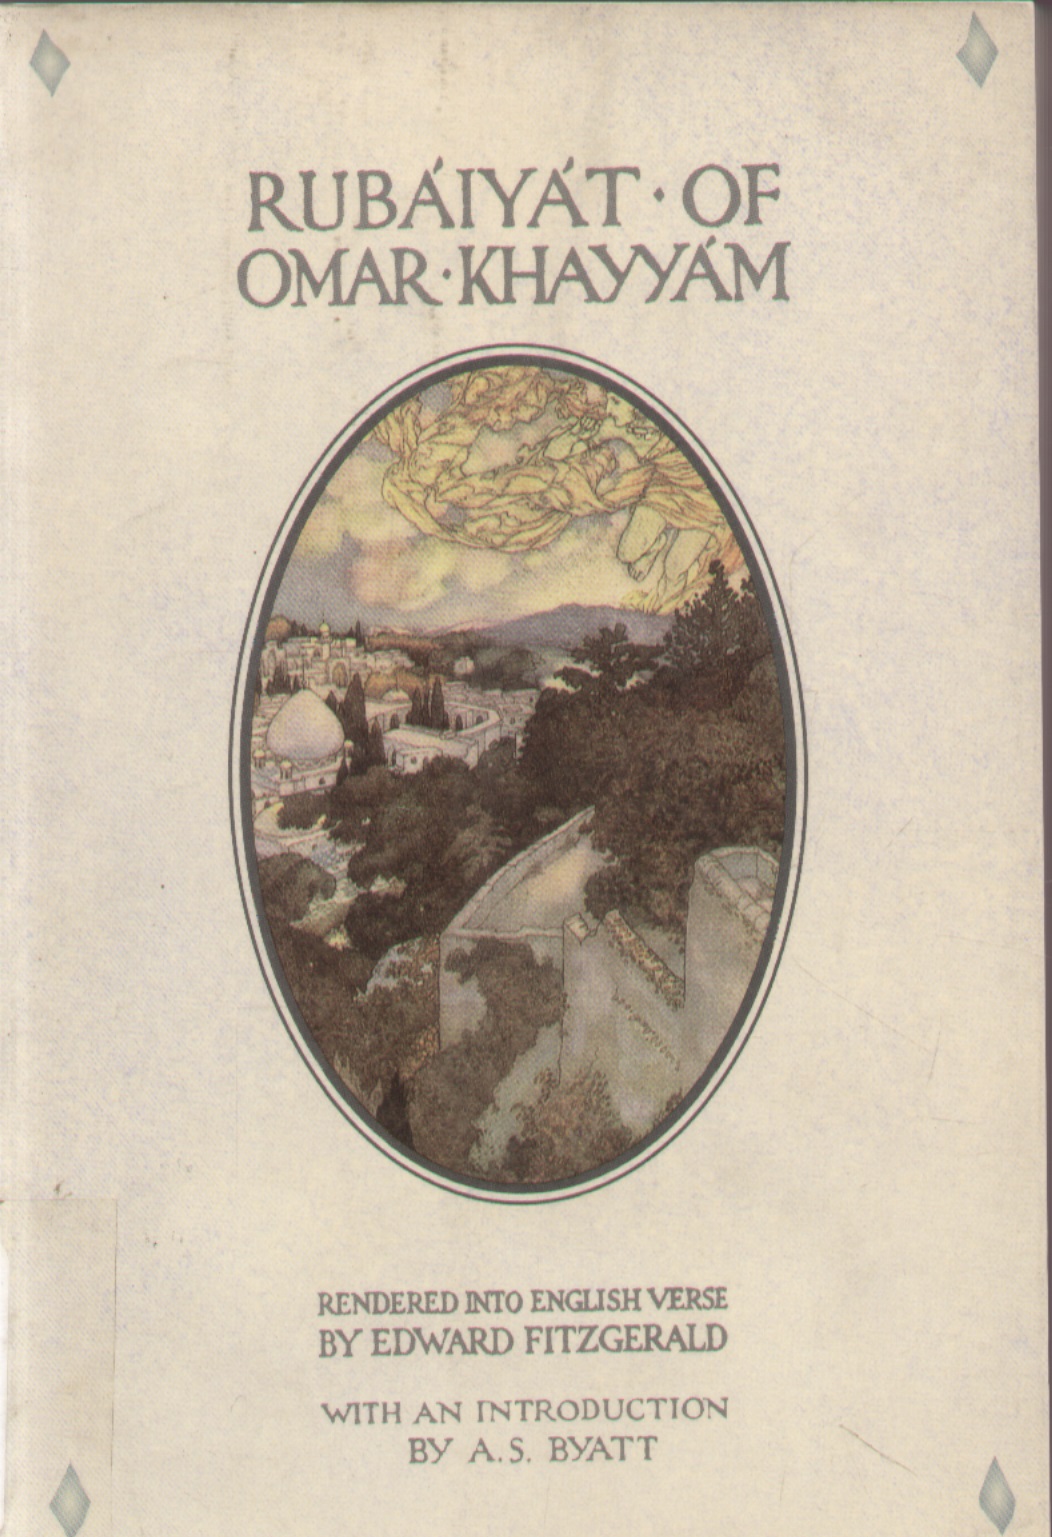 RUBÁIYÁT · OF
OMAR · KHAYYÁM
RENDERED INTO ENGLISH VERSE
BY EDWARD FITZGERALD
WITH AN INTRODUCTION
BY A.S. BYATT